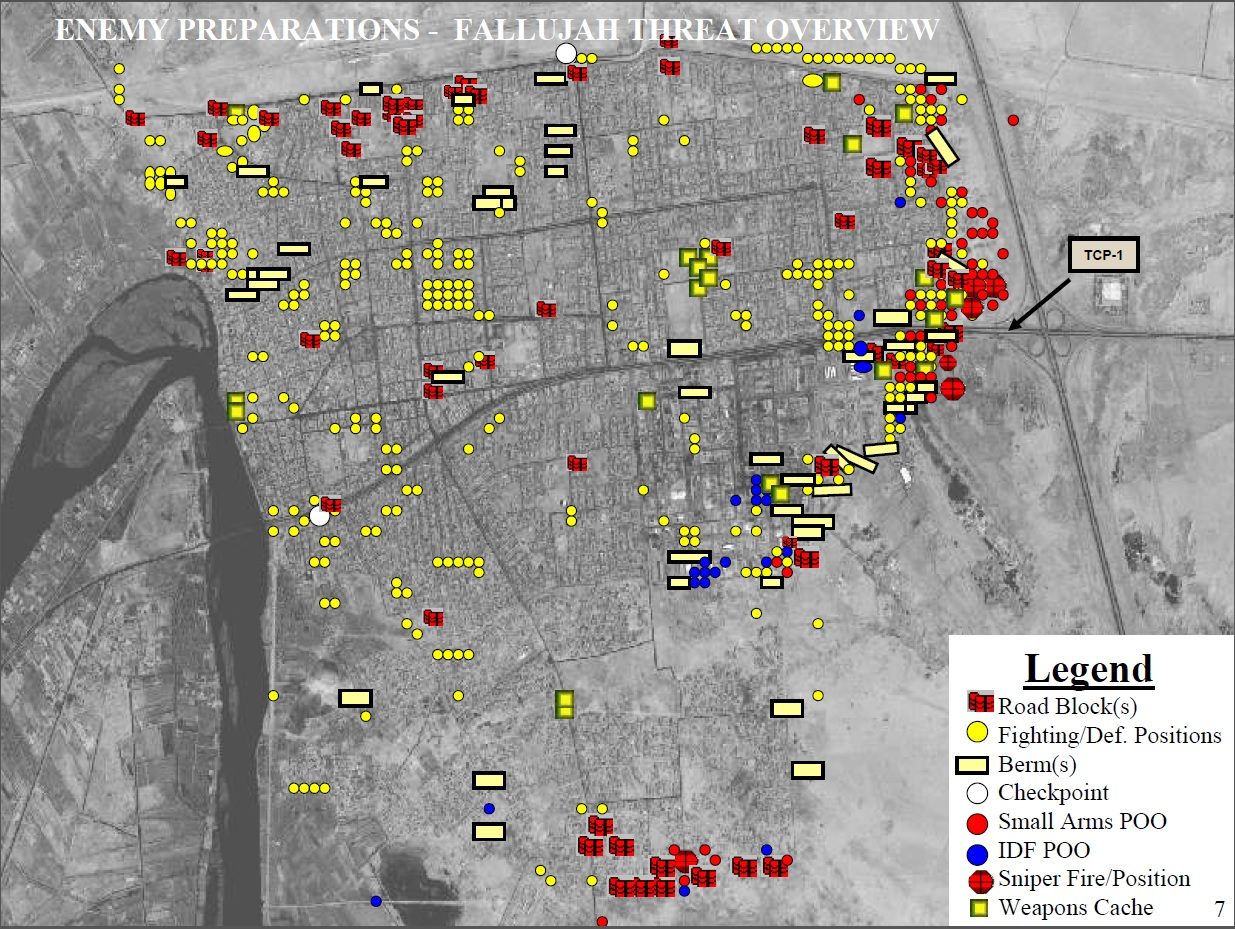 ENEMY PREPARATIONS - FALLUJAH THREAT OVERVIEW
TCP-1
Legend
Road Block(s)
Fighting/Def. Positions
Berm(s)
Checkpoint
Small Arms POO
IDF POO
Sniper Fire/Position
Weapons Cache
7